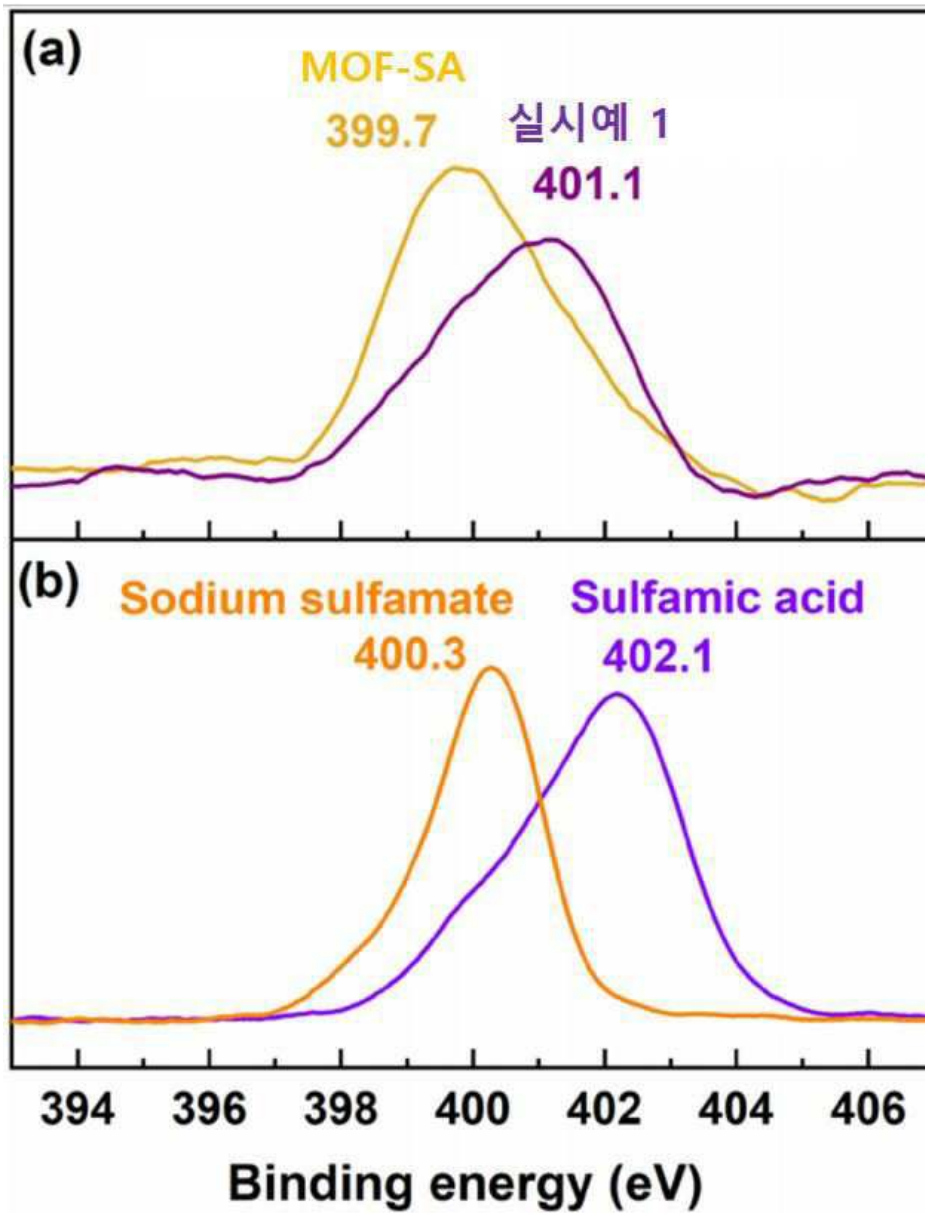 (a)
MOF-SA
399.7
실시예 1
401.1
(b)
Sodium sulfamate
400.3
Sulfamic acid
402.1
394 396 398 400 402 404 406
Binding energy (eV)